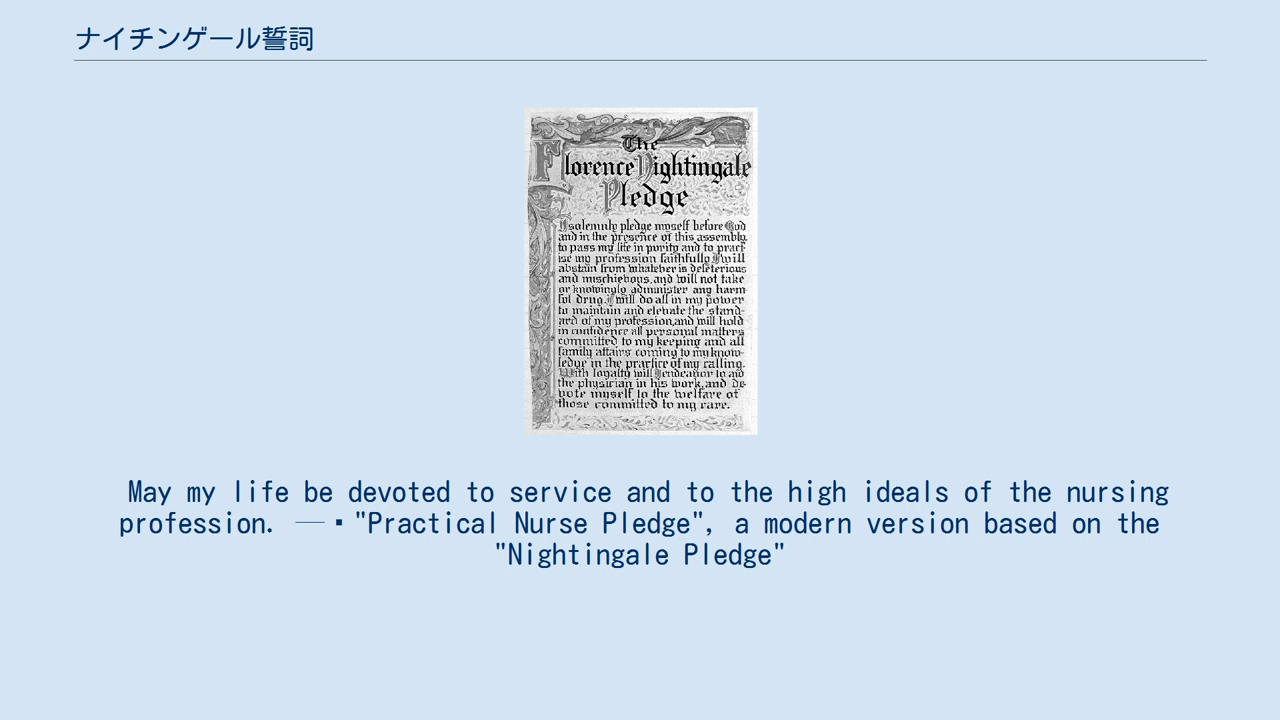 ナイチンゲール誓詞
The
Florence Nightingale
Pledge
I solemnly pledge myself before God
and in the presence of this assembly,
to pass my life in purity and to pract-
ise my profession faithfully. I will
abstain from whatever is deleterious
and mischievous, and will not take
or knowingly administer any harm-
ful drug. I will do all in my power
to maintain and elevate the stand-
ard of my profession, and will hold
in confidence all personal matters
committed to my keeping and all
family affairs coming to my know-
ledge in the practice of my calling.
With loyalty will I endeavor to aid
the physician in his work, and de-
vote myself to the welfare of
those committed to my care.
May my life be devoted to service and to the high ideals of the nursing
profession. ―▪"Practical Nurse Pledge", a modern version based on the
"Nightingale Pledge"